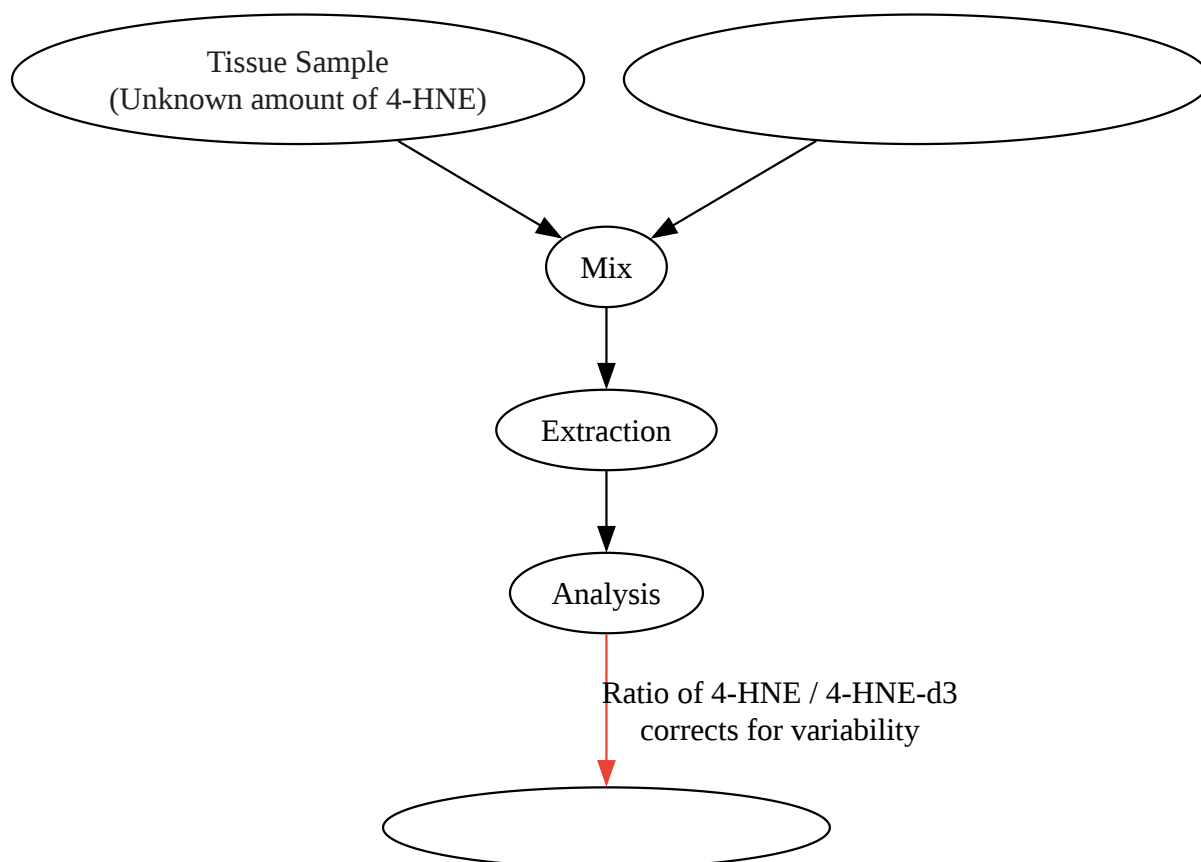 Tissue Sample
(Unknown amount of 4-HNE)
Mix
Extraction
Analysis
Ratio of 4-HNE / 4-HNE-d3
corrects for variability